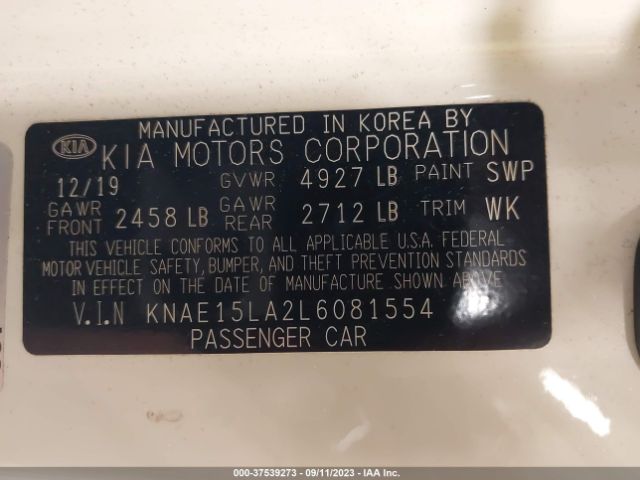 MANUFACTURED IN KOREA BY
KIA KIA MOTORS CORPORATION
12/19 GVWR 4927 LB PAINT SWP
GAWR FRONT 2458 LB GAWR REAR 2712 LB TRIM WK
THIS VEHICLE CONFORMS TO ALL APPLICABLE U.S.A. FEDERAL
MOTOR VEHICLE SAFETY, BUMPER, AND THEFT PREVENTION STANDARDS
IN EFFECT ON THE DATE OF MANUFACTURE SHOWN ABOVE
V.I.N KNAE15LA2L6081554
PASSENGER CAR
000-37539273 - 09/11/2023 - IAA Inc.